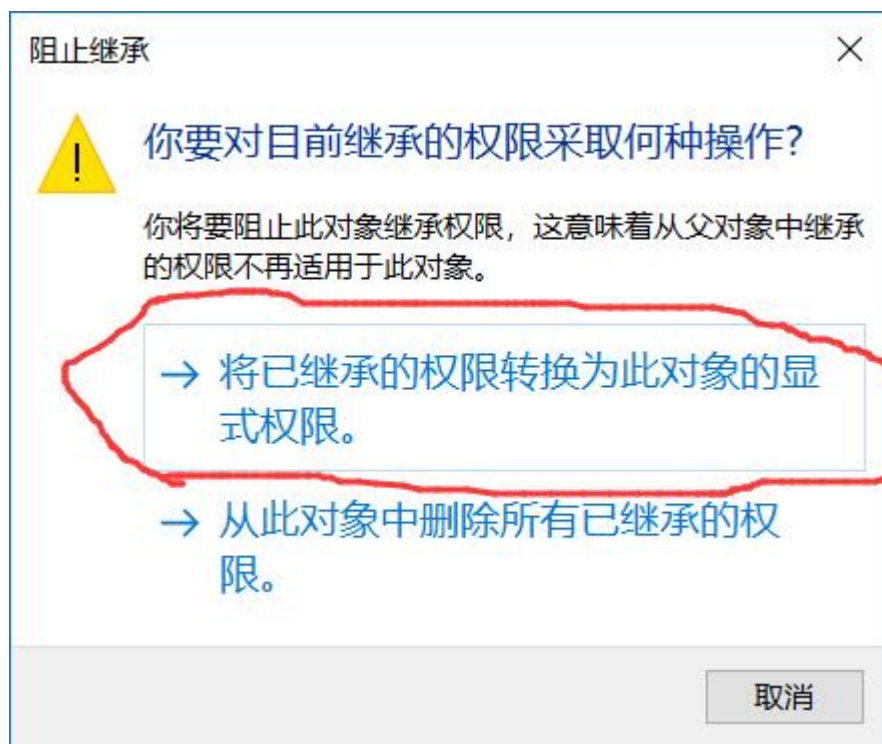 阻止继承
你要对目前继承的权限采取何种操作?
你将要阻止此对象继承权限，这意味着从父对象中继承
的权限不再适用于此对象。
→ 将已继承的权限转换为此对象的显
式权限。
→ 从此对象中删除所有已继承的权
限。
取消